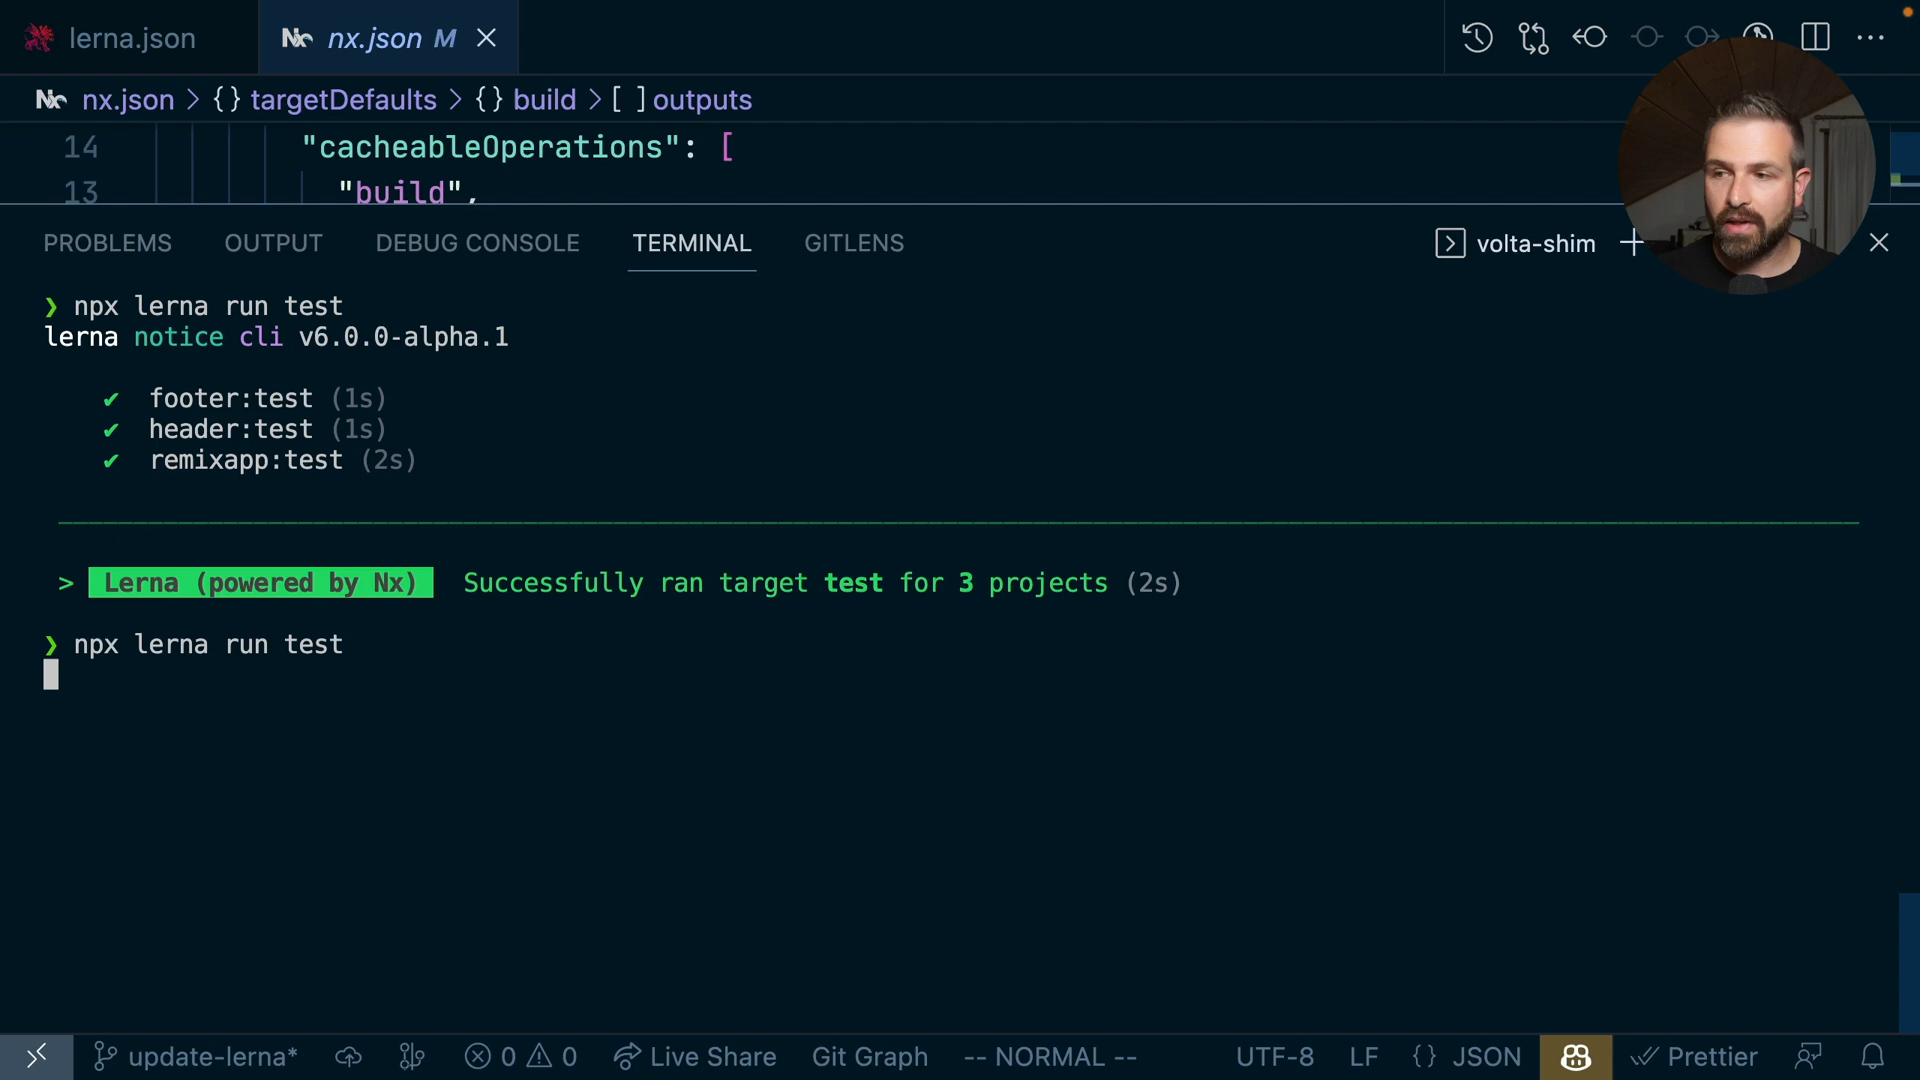 lerna.json
nx.json M
nx.json > {} targetDefaults > {} build > [ ] outputs
14 "cacheableOperations": [
13 "build",
PROBLEMS OUTPUT DEBUG CONSOLE TERMINAL GITLENS
volta-shim
❯ npx lerna run test
lerna notice cli v6.0.0-alpha.1
✔ footer:test (1s)
✔ header:test (1s)
✔ remixapp:test (2s)
> Lerna (powered by Nx) Successfully ran target test for 3 projects (2s)
❯ npx lerna run test
update-lerna* 0 0 Live Share Git Graph -- NORMAL -- UTF-8 LF {} JSON Prettier